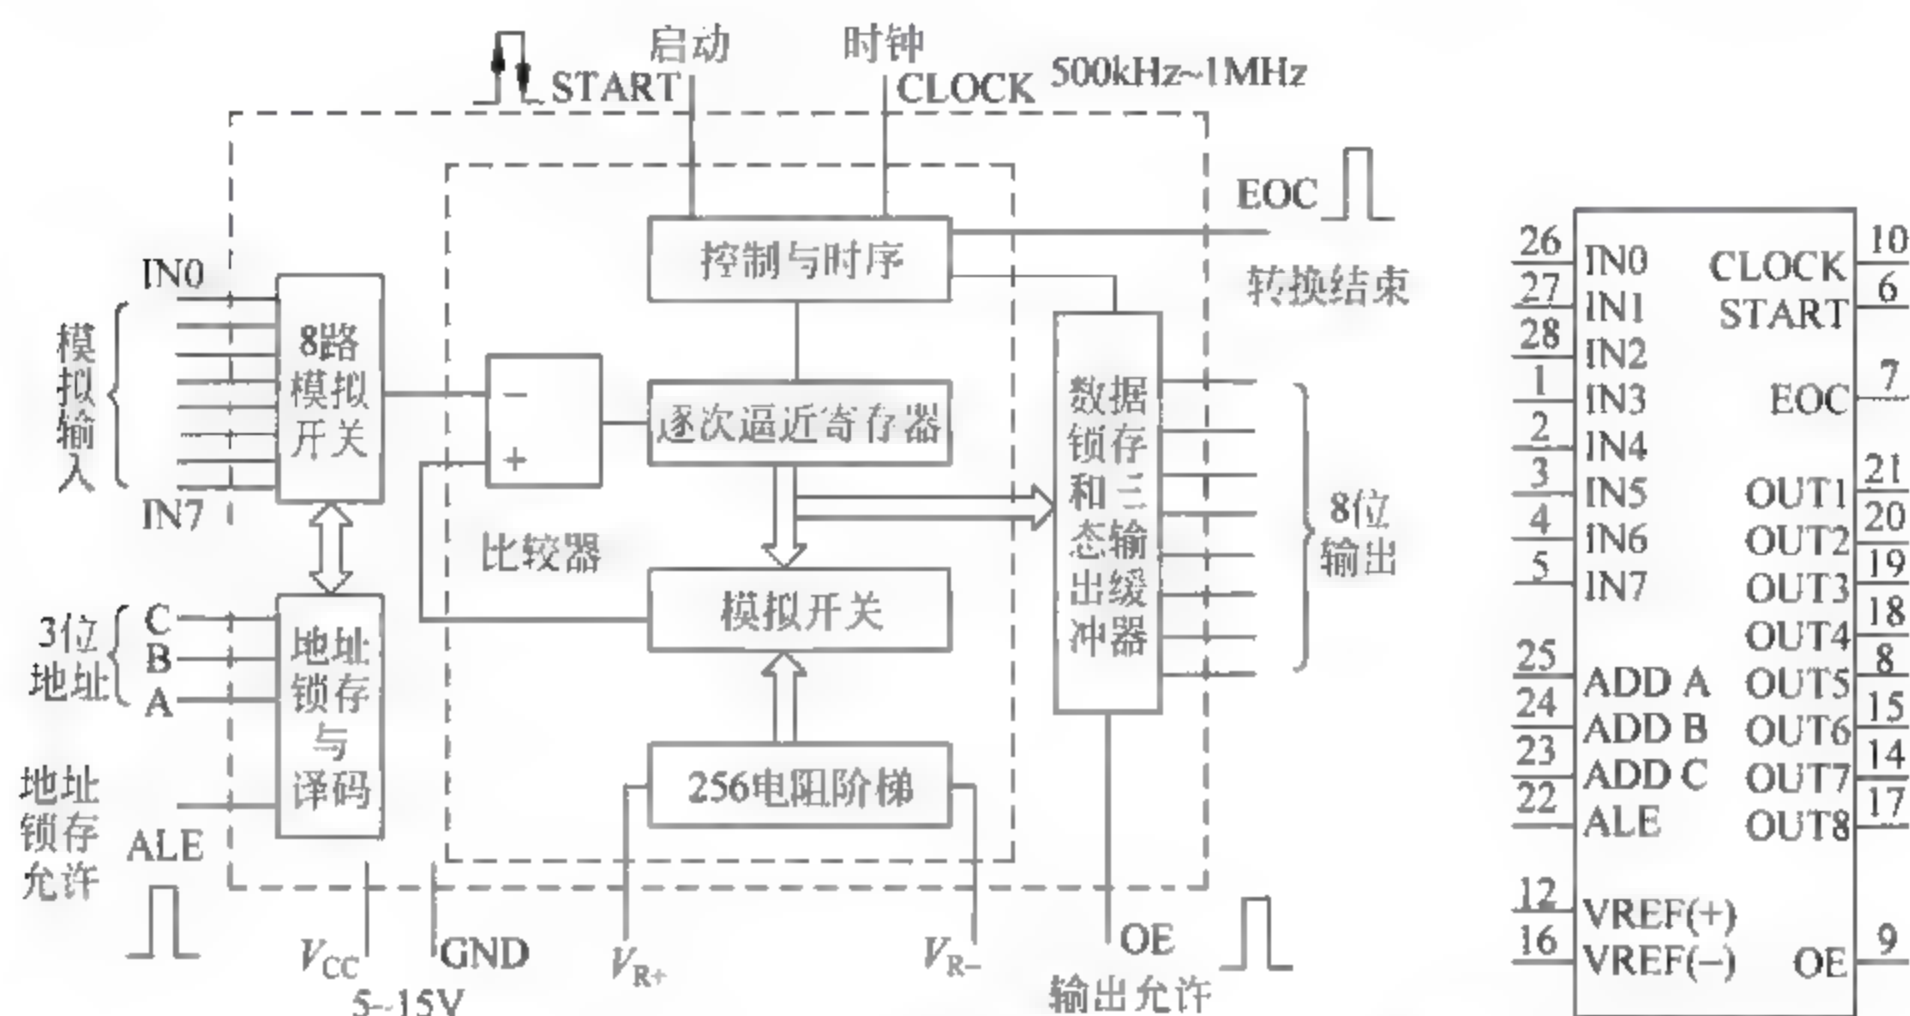 启动
时钟
START
CLOCK
500kHz~1MHz
EOC
转换结束
控制与时序
IN0
模拟输入
IN7
8路
模拟
开关
−
+
比较器
逐次逼近寄存器
模拟开关
256电阻阶梯
数据
锁存
和三
态输
出缓
冲器
8位
输出
3位
地址
C
B
A
地址
锁存
与
译码
地址
锁存
允许
ALE
VCC
5~15V
GND
VR+
VR−
OE
输出允许
26 IN0
27 IN1
28 IN2
1 IN3
2 IN4
3 IN5
4 IN6
5 IN7
25 ADD A
24 ADD B
23 ADD C
22 ALE
12 VREF(+)
16 VREF(−)
CLOCK 10
START 6
EOC 7
OUT1 21
OUT2 20
OUT3 19
OUT4 18
OUT5 8
OUT6 15
OUT7 14
OUT8 17
OE 9